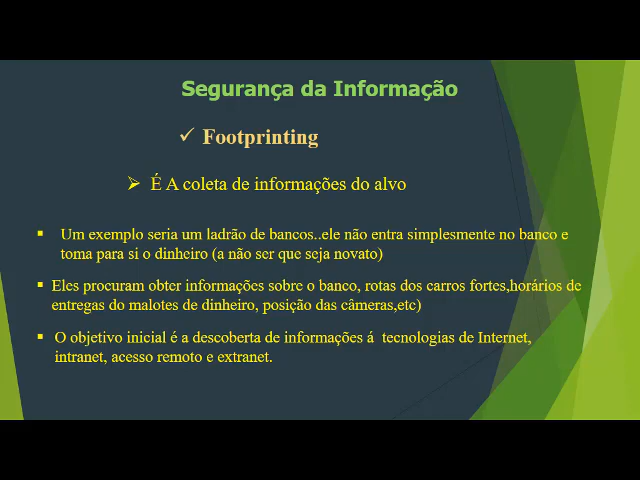 Segurança da Informação
✓ Footprinting
➢ É A coleta de informações do alvo
▪ Um exemplo seria um ladrão de bancos..ele não entra simplesmente no banco e
toma para si o dinheiro (a não ser que seja novato)
▪ Eles procuram obter informações sobre o banco, rotas dos carros fortes,horários de
entregas do malotes de dinheiro, posição das câmeras,etc)
▪ O objetivo inicial é a descoberta de informações á tecnologias de Internet,
intranet, acesso remoto e extranet.